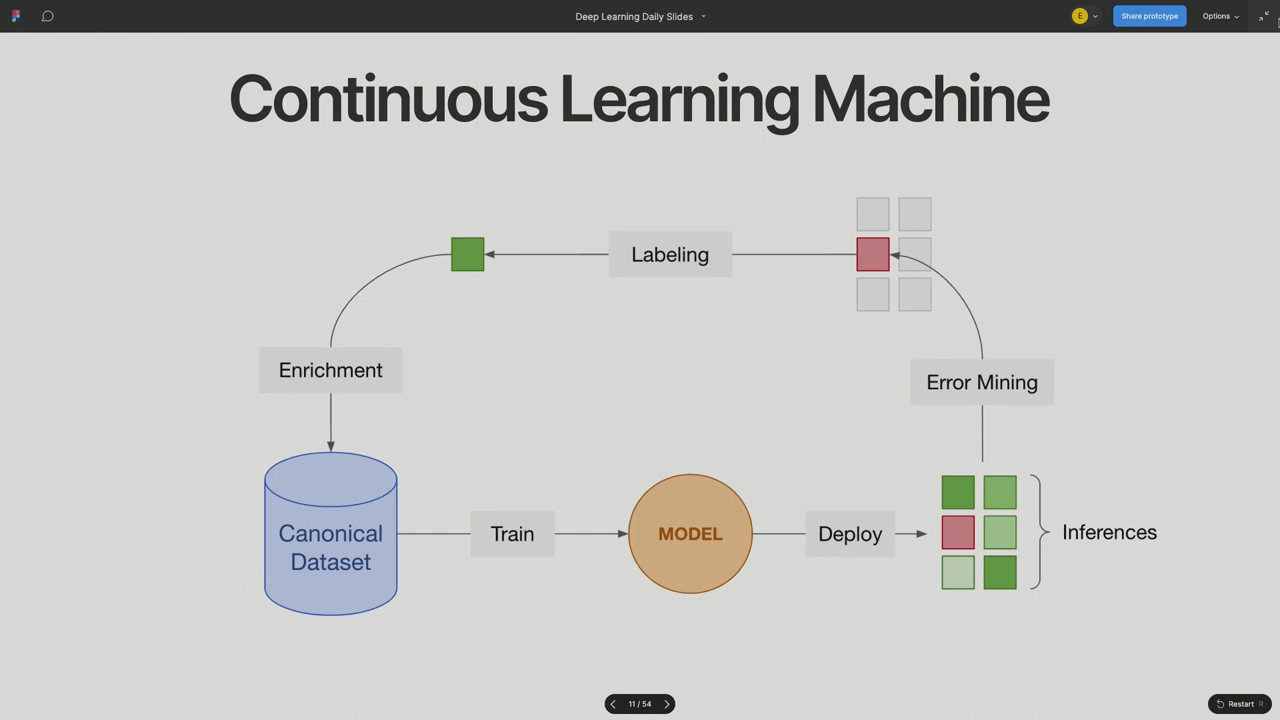 Deep Learning Daily Slides
E
Share prototype
Options
Continuous Learning Machine
Labeling
Enrichment
Error Mining
Canonical
Dataset
Train
MODEL
Deploy
Inferences
11 / 54
Restart R